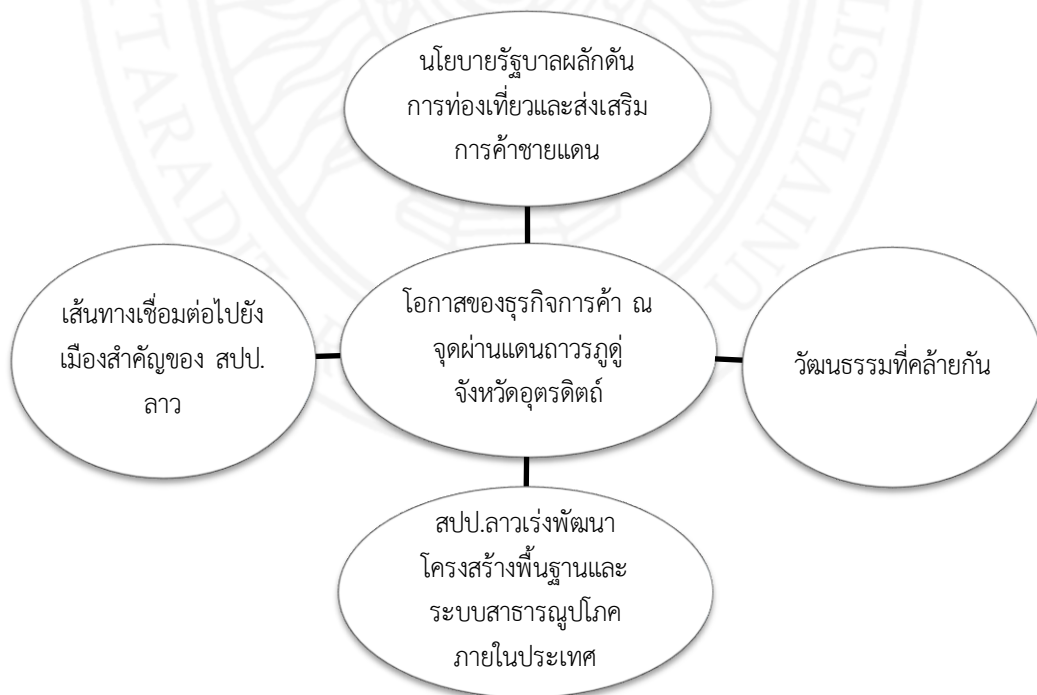 นโยบายรัฐบาลผลักดัน
การท่องเที่ยวและส่งเสริม
การค้าชายแดน
เส้นทางเชื่อมต่อไปยัง
เมืองสำคัญของ สปป.
ลาว
โอกาสของธุรกิจการค้า ณ
จุดผ่านแดนถาวรภูดู่
จังหวัดอุตรดิตถ์
วัฒนธรรมที่คล้ายกัน
สปป.ลาวเร่งพัฒนา
โครงสร้างพื้นฐานและ
ระบบสาธารณูปโภค
ภายในประเทศ